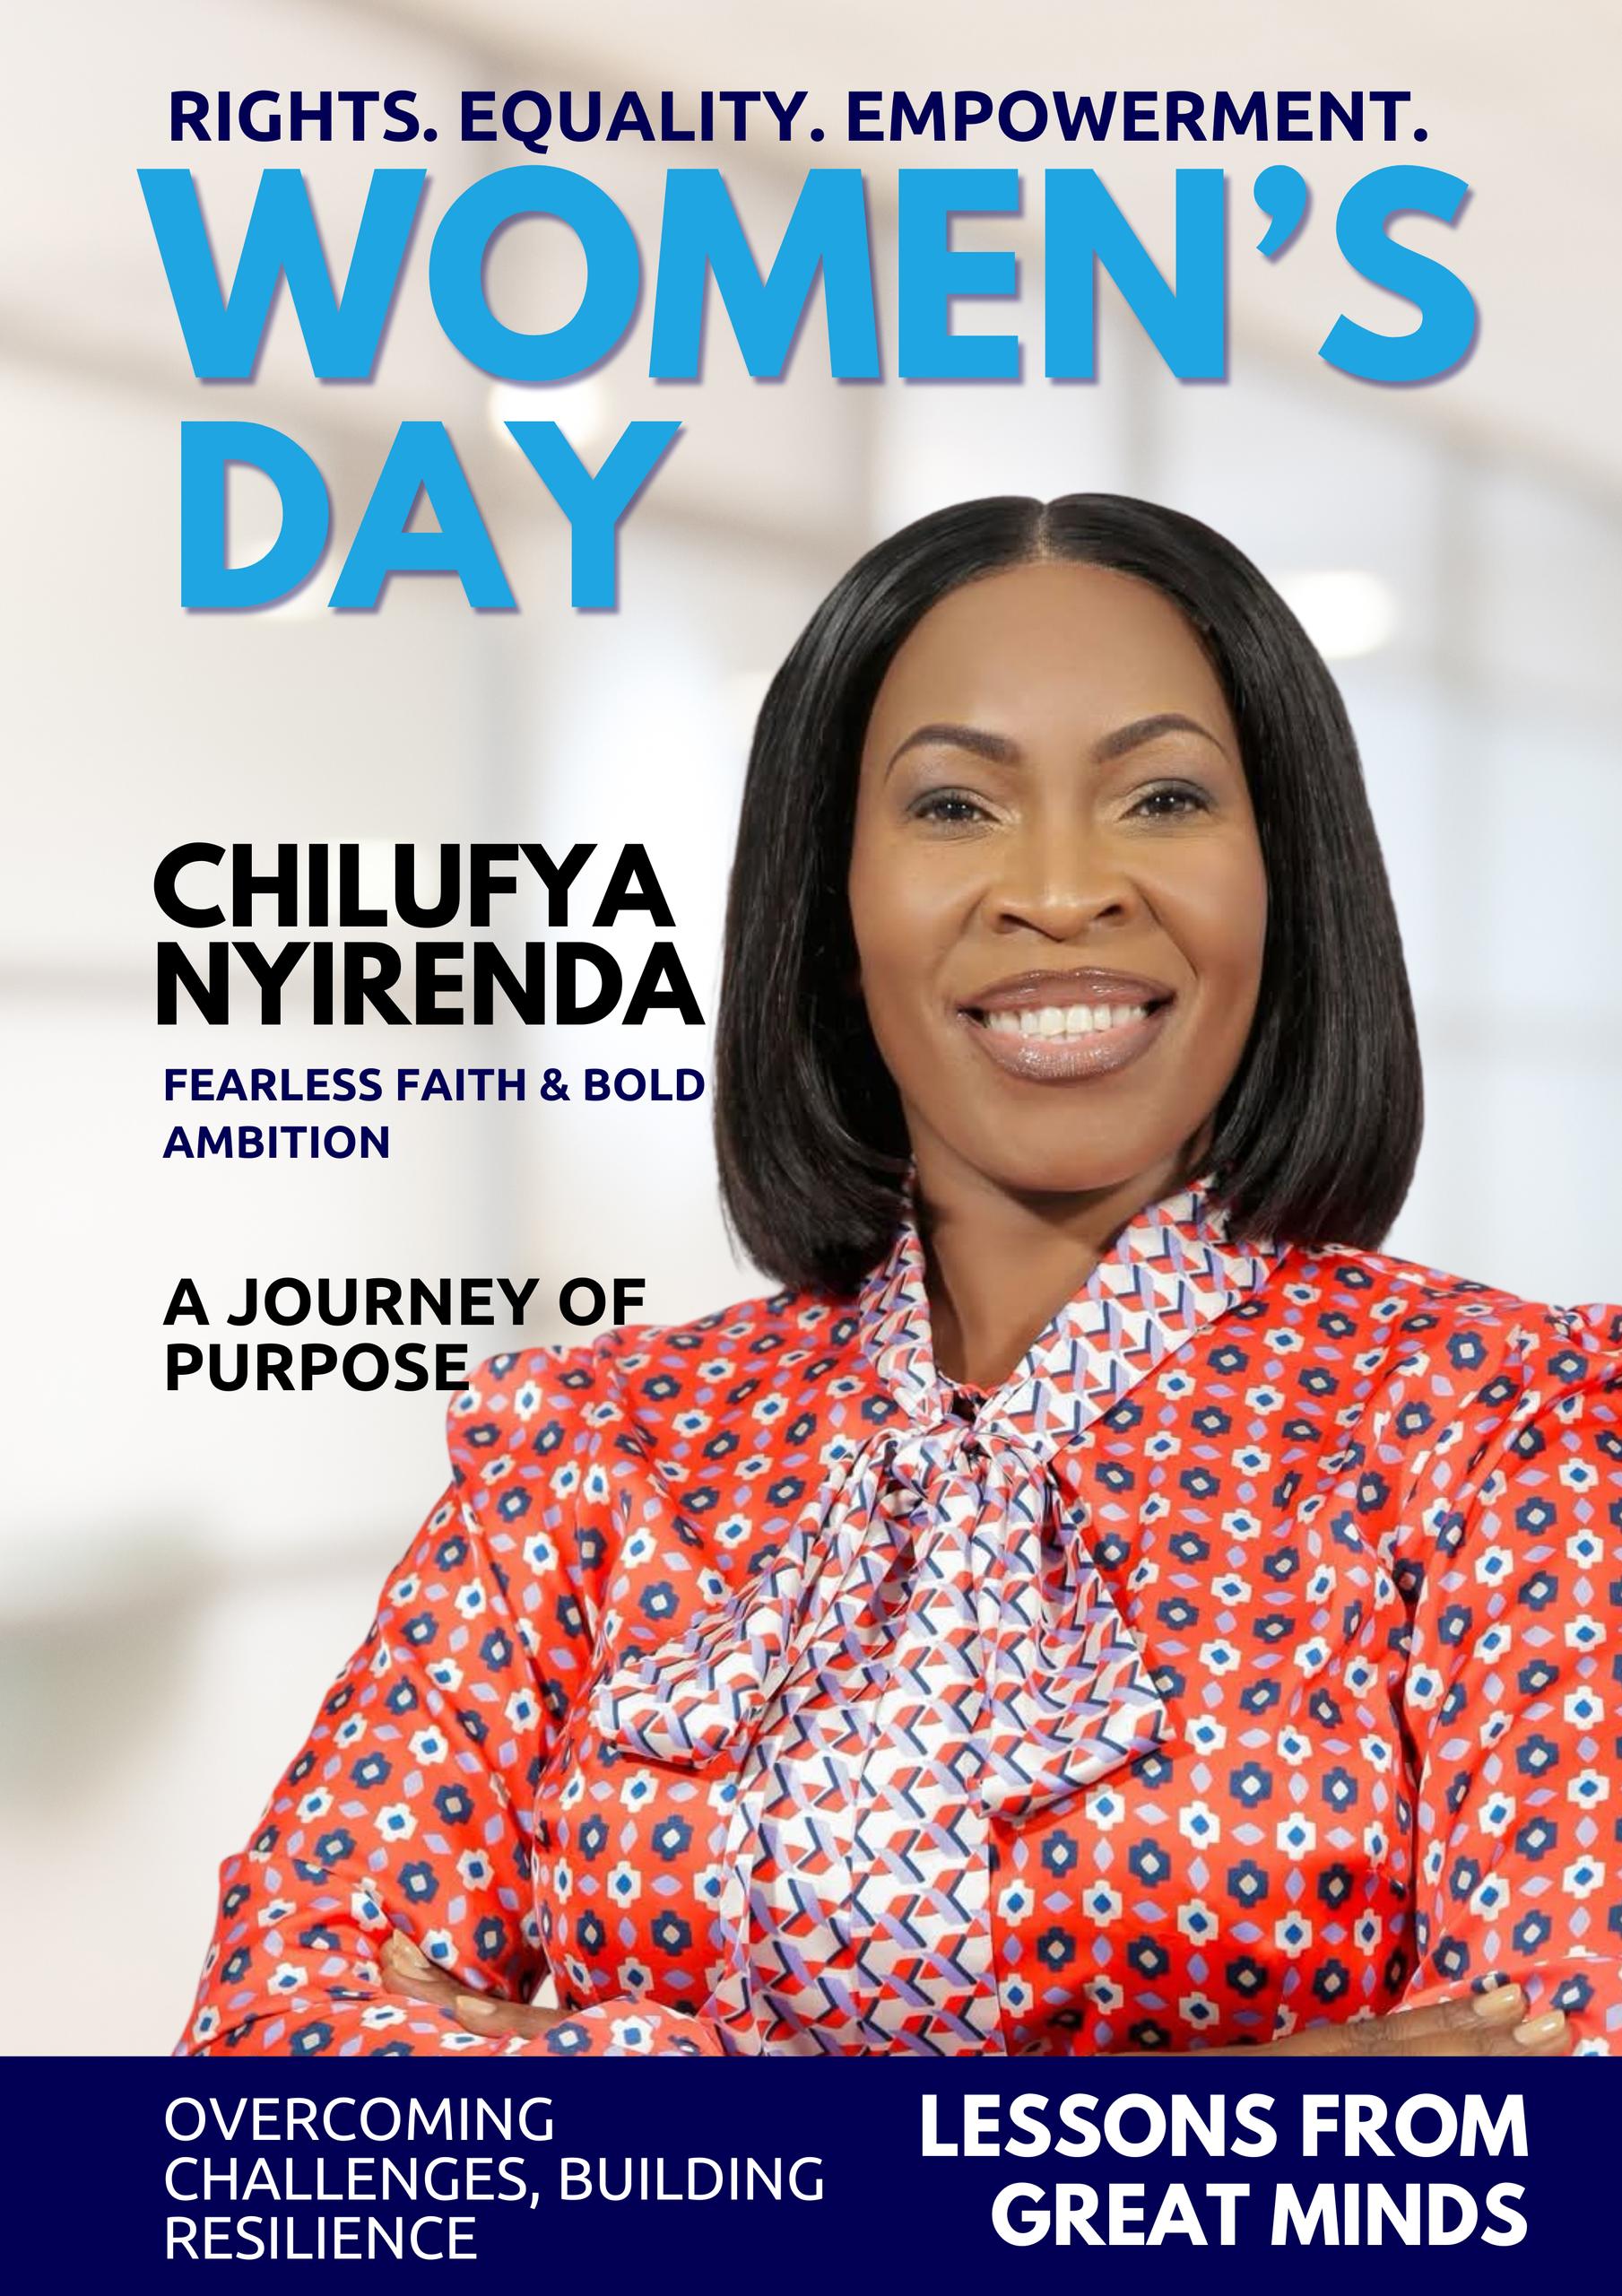 RIGHTS. EQUALITY. EMPOWERMENT.
WOMEN’S
DAY
CHILUFYA
NYIRENDA
FEARLESS FAITH & BOLD
AMBITION
A JOURNEY OF
PURPOSE
OVERCOMING
CHALLENGES, BUILDING
RESILIENCE
LESSONS FROM
GREAT MINDS